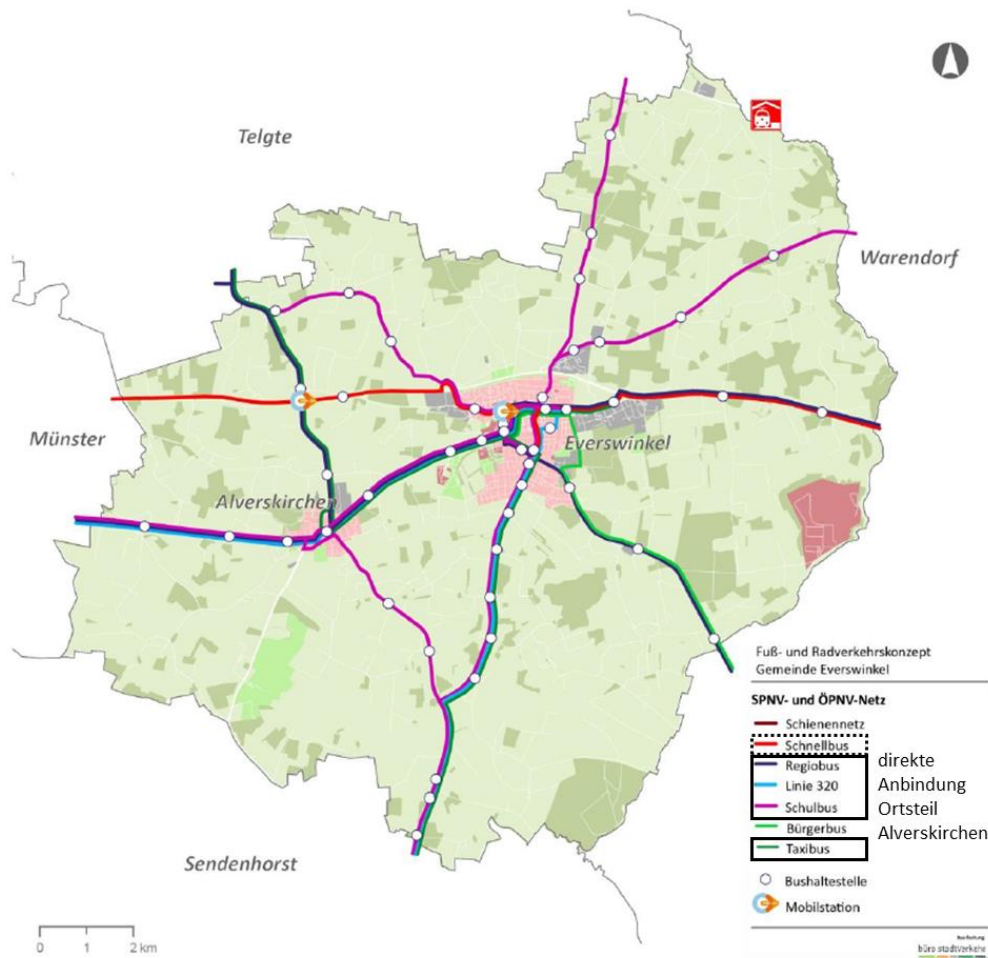 Telgte
Warendorf
Münster
Everswinkel
Alverskirchen
Sendenhorst
0 1 2 km
Fuß- und Radverkehrskonzept
Gemeinde Everswinkel
SPNV- und ÖPNV-Netz
Schienennetz
Schnellbus
Regiobus
Linie 320
Schulbus
Bürgerbus
Taxibus
direkte
Anbindung
Ortsteil
Alverskirchen
Bushaltestelle
Mobilstation
büro stadtVerkehr